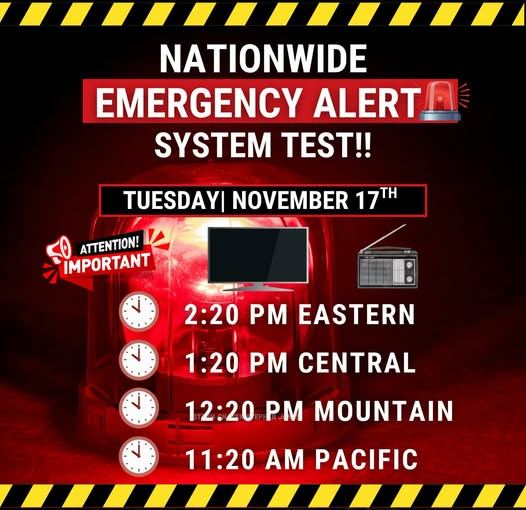 NATIONWIDE
EMERGENCY ALERT
SYSTEM TEST!!
TUESDAY| NOVEMBER 17TH
ATTENTION!
IMPORTANT
2:20 PM EASTERN
1:20 PM CENTRAL
12:20 PM MOUNTAIN
11:20 AM PACIFIC